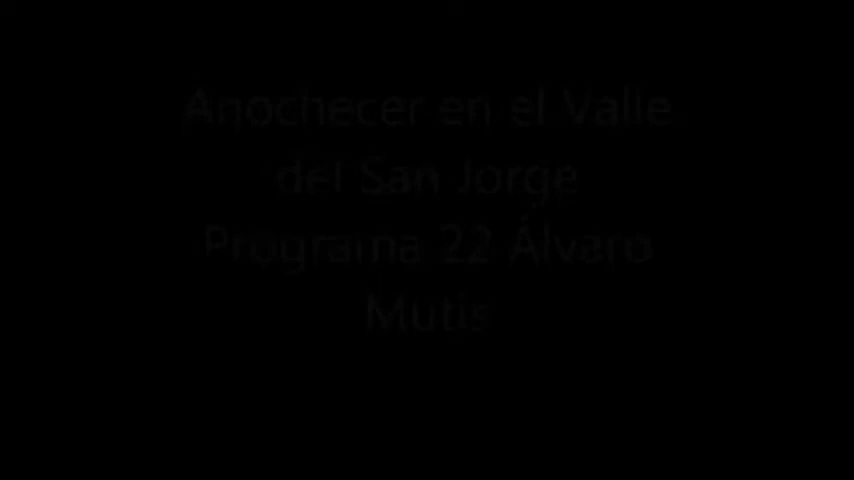 Anochecer en el Valle
del San Jorge
Programa 22 Álvaro
Mutis